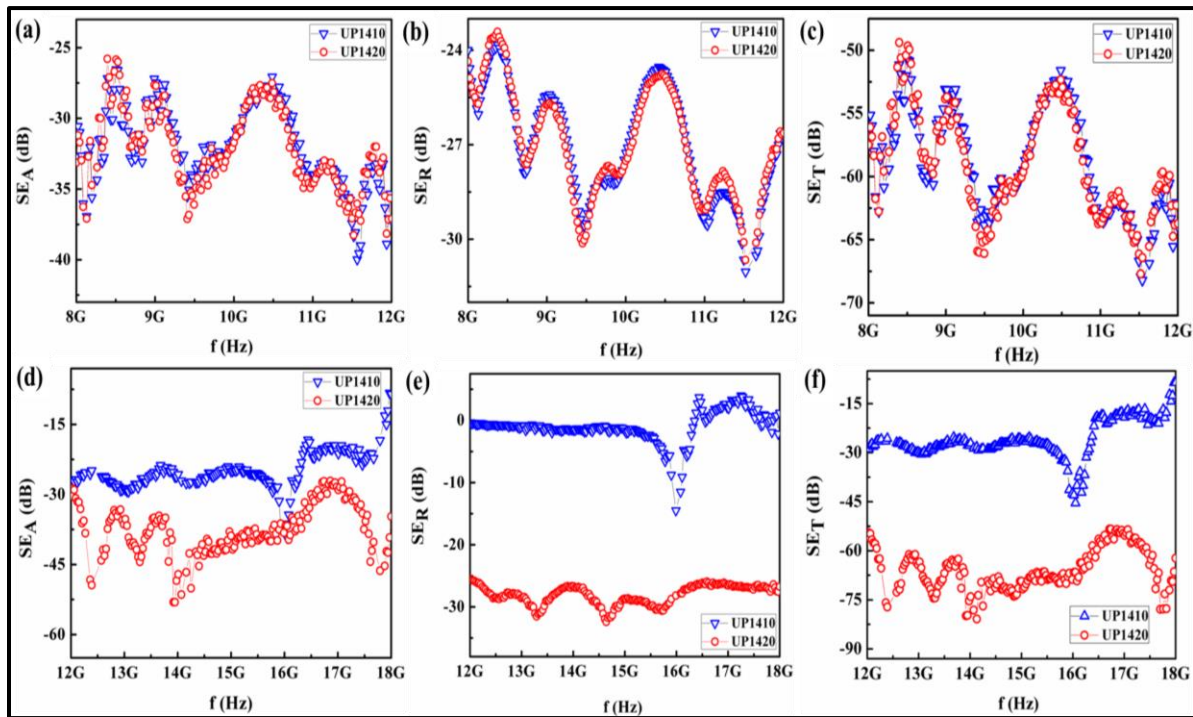 (a)
UP1410
UP1420
-25
-30
-35
-40
SE_A (dB)
8G 9G 10G 11G 12G
f (Hz)
(b)
UP1410
UP1420
-24
-27
-30
SE_R (dB)
8G 9G 10G 11G 12G
f (Hz)
(c)
UP1410
UP1420
-50
-55
-60
-65
-70
SE_T (dB)
8G 9G 10G 11G 12G
f (Hz)
(d)
UP1410
UP1420
-15
-30
-45
-60
SE_A (dB)
12G 13G 14G 15G 16G 17G 18G
f (Hz)
(e)
0
-10
-20
-30
SE_R (dB)
UP1410
UP1420
12G 13G 14G 15G 16G 17G 18G
f (Hz)
(f)
-15
-30
-45
-60
-75
-90
SE_T (dB)
UP1410
UP1420
12G 13G 14G 15G 16G 17G 18G
f (Hz)